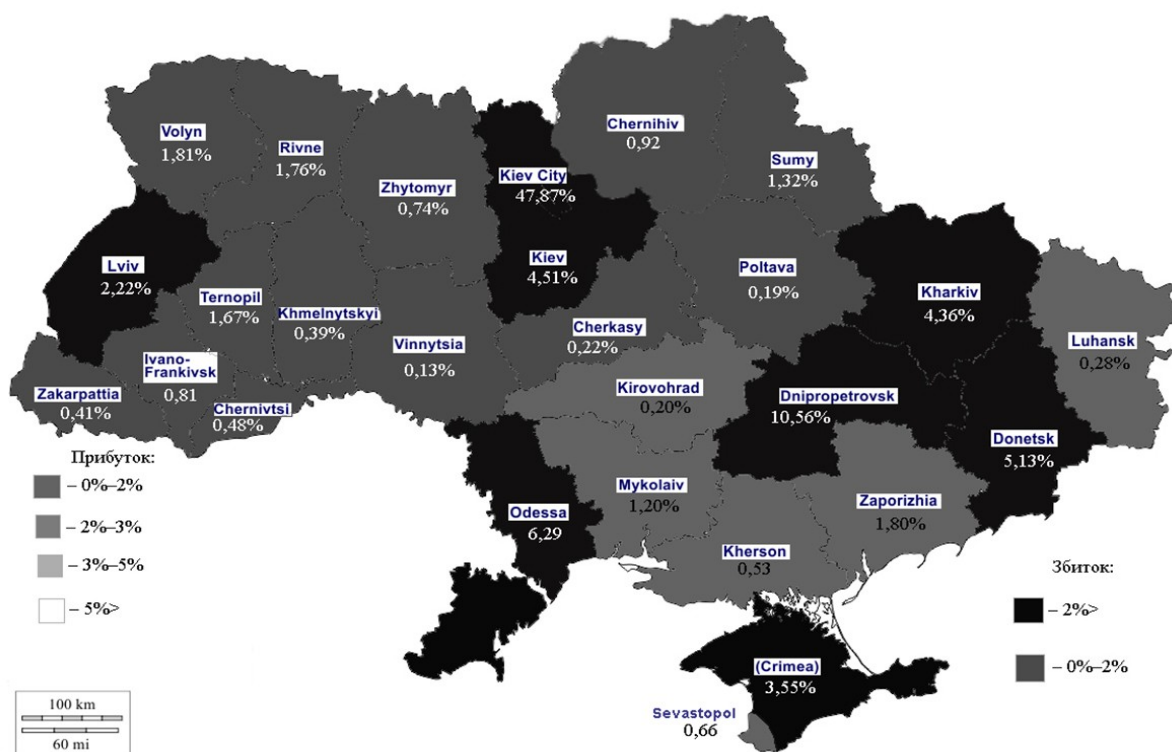 Volyn
1,81%
Rivne
1,76%
Zhytomyr
0,74%
Kiev City
47,87%
Chernihiv
0,92
Sumy
1,32%
Lviv
2,22%
Ternopil
1,67%
Khmelnytskyi
0,39%
Vinnytsia
0,13%
Kiev
4,51%
Cherkasy
0,22%
Poltava
0,19%
Kharkiv
4,36%
Luhansk
0,28%
Zakarpattia
0,41%
Ivano-
Frankivsk
0,81
Chernivtsi
0,48%
Kirovohrad
0,20%
Dnipropetrovsk
10,56%
Donetsk
5,13%
Odessa
6,29
Mykolaiv
1,20%
Zaporizhia
1,80%
Kherson
0,53
(Crimea)
3,55%
Sevastopol
0,66
Прибуток:
– 0%–2%
– 2%–3%
– 3%–5%
– 5%>
Збиток:
– 2%>
– 0%–2%
100 km
60 mi